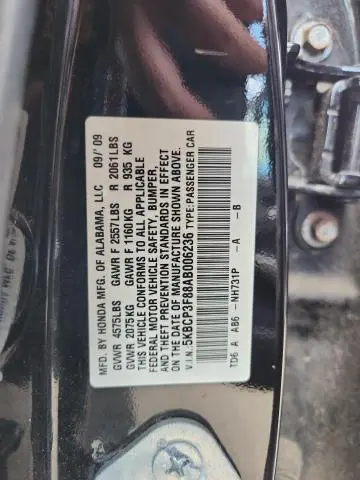 MFD. BY HONDA MFG. OF ALABAMA, LLC 09/'09
GVWR 4575LBS GAWR F 2557LBS R 2061LBS
GVWR 2075KG GAWR F 1160KG R 935 KG
THIS VEHICLE CONFORMS TO ALL APPLICABLE
FEDERAL MOTOR VEHICLE SAFETY, BUMPER,
AND THEFT PREVENTION STANDARDS IN EFFECT
ON THE DATE OF MANUFACTURE SHOWN ABOVE.
V.I.N.:5KBCP3F88AB006236 TYPE:PASSENGER CAR
TD6 A AB6 -NH731P -A -B